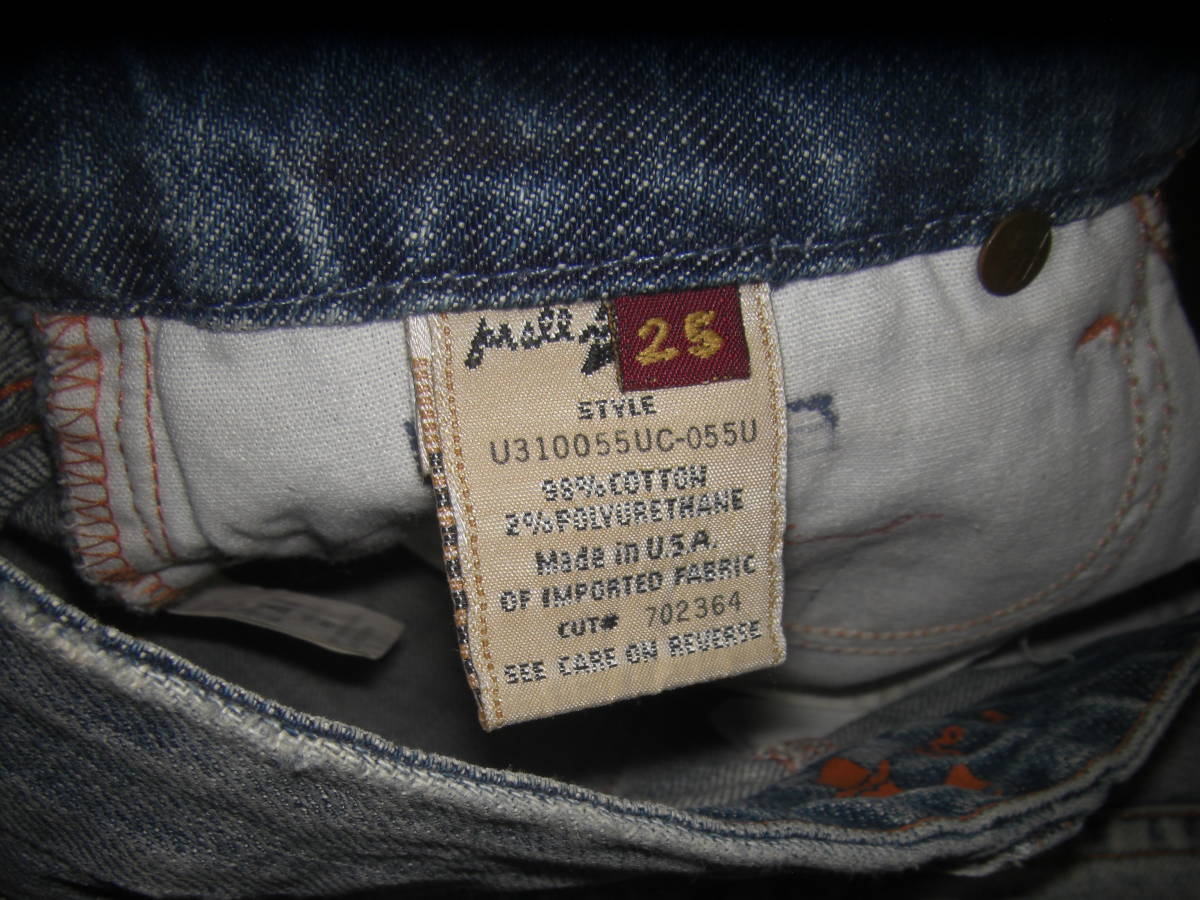 25
STYLE
U310055UC-055U
98% COTTON
2% POLYURETHANE
Made in U.S.A.
OF IMPORTED FABRIC
CUT# 702364
SEE CARE ON REVERSE